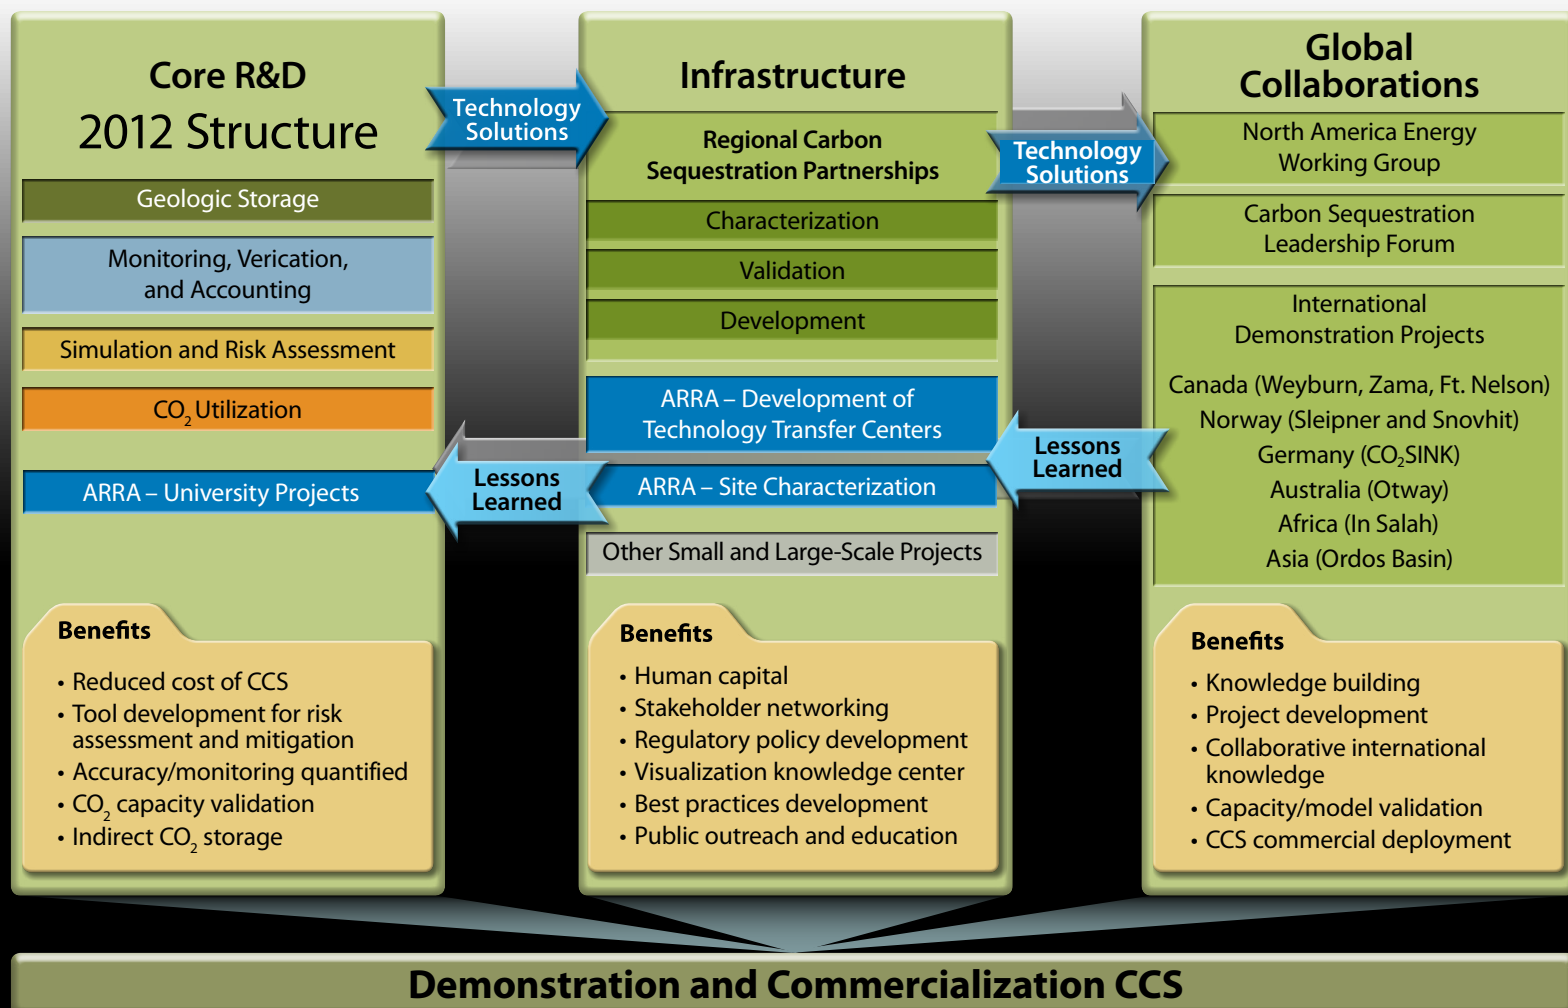 Core R&D
2012 Structure
Geologic Storage
Monitoring, Verication,
and Accounting
Simulation and Risk Assessment
CO₂ Utilization
ARRA – University Projects
Benefits
• Reduced cost of CCS
• Tool development for risk
assessment and mitigation
• Accuracy/monitoring quantified
• CO₂ capacity validation
• Indirect CO₂ storage
Technology
Solutions
Lessons
Learned
Infrastructure
Regional Carbon
Sequestration Partnerships
Characterization
Validation
Development
ARRA – Development of
Technology Transfer Centers
ARRA – Site Characterization
Other Small and Large-Scale Projects
Benefits
• Human capital
• Stakeholder networking
• Regulatory policy development
• Visualization knowledge center
• Best practices development
• Public outreach and education
Technology
Solutions
Lessons
Learned
Global
Collaborations
North America Energy
Working Group
Carbon Sequestration
Leadership Forum
International
Demonstration Projects
Canada (Weyburn, Zama, Ft. Nelson)
Norway (Sleipner and Snovhit)
Germany (CO₂SINK)
Australia (Otway)
Africa (In Salah)
Asia (Ordos Basin)
Benefits
• Knowledge building
• Project development
• Collaborative international
knowledge
• Capacity/model validation
• CCS commercial deployment
Demonstration and Commercialization CCS